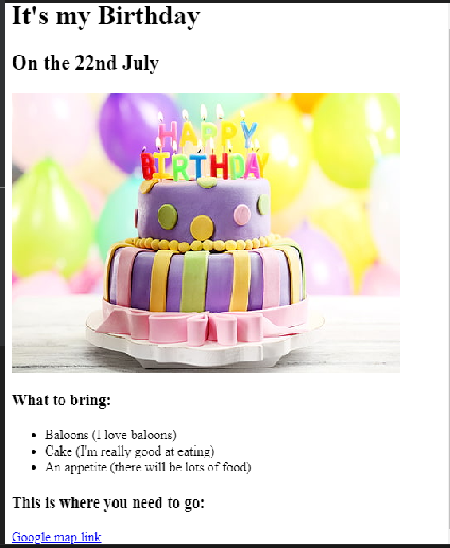 It's my Birthday
On the 22nd July
HAPPY
BIRTHDAY
What to bring:
Baloons (I love baloons)
Cake (I'm really good at eating)
An appetite (there will be lots of food)
This is where you need to go:
Google map link